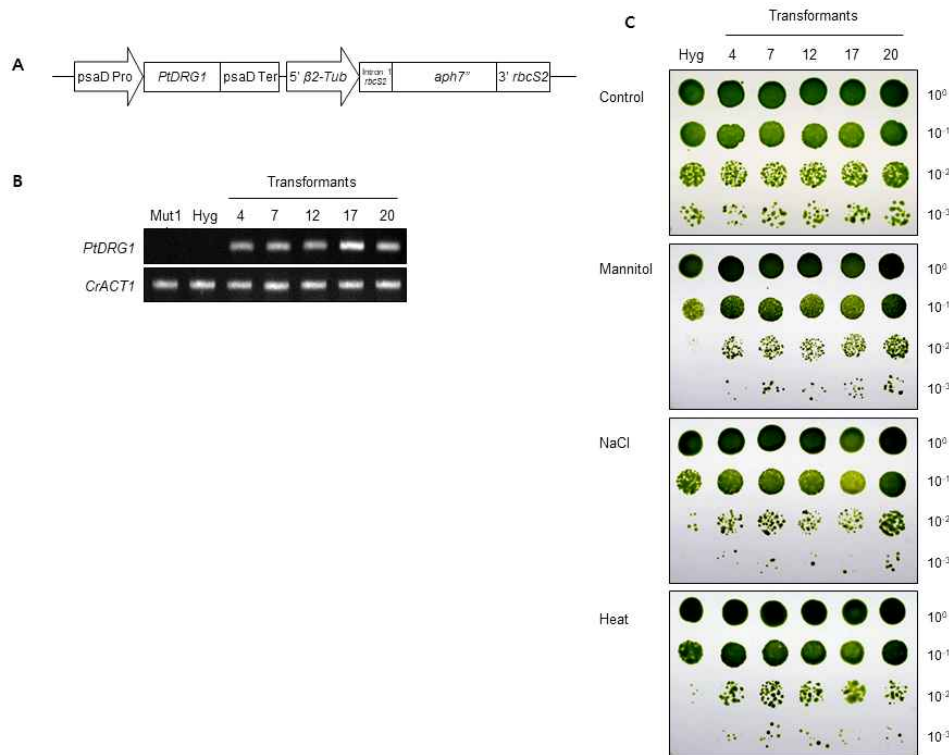 A
psaD Pro
PtDRG1
psaD Ter
5' β2-Tub
Intron 1
rbcS2
aph7"
3' rbcS2
B
Transformants
Mut1 Hyg 4 7 12 17 20
PtDRG1
CrACT1
C
Transformants
Hyg 4 7 12 17 20
Control
10⁰
10⁻¹
10⁻²
10⁻³
Mannitol
10⁰
10⁻¹
10⁻²
10⁻³
NaCl
10⁰
10⁻¹
10⁻²
10⁻³
Heat
10⁰
10⁻¹
10⁻²
10⁻³